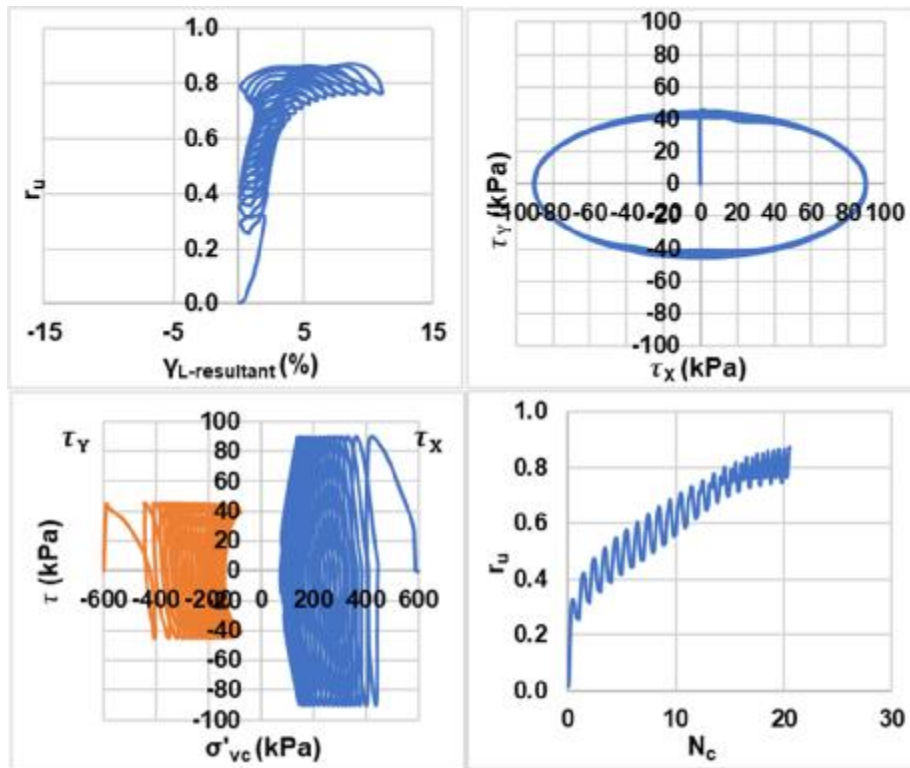 1.0
0.8
0.6
0.4
0.2
0.0
r_u
-15 -5 5 15
γ_L-resultant (%)
100
80
60
40
20
0
-20
-40
-60
-80
-100
τ_Y (kPa)
100 -80 -60 -40 -20 0 20 40 60 80 100
τ_X (kPa)
τ_Y
τ_X
100
80
60
40
20
0
-20
-40
-60
-80
-100
τ (kPa)
-600 -400 -200 0 200 400 600
σ'_vc (kPa)
1.0
0.8
0.6
0.4
0.2
0.0
r_u
0 10 20 30
N_c